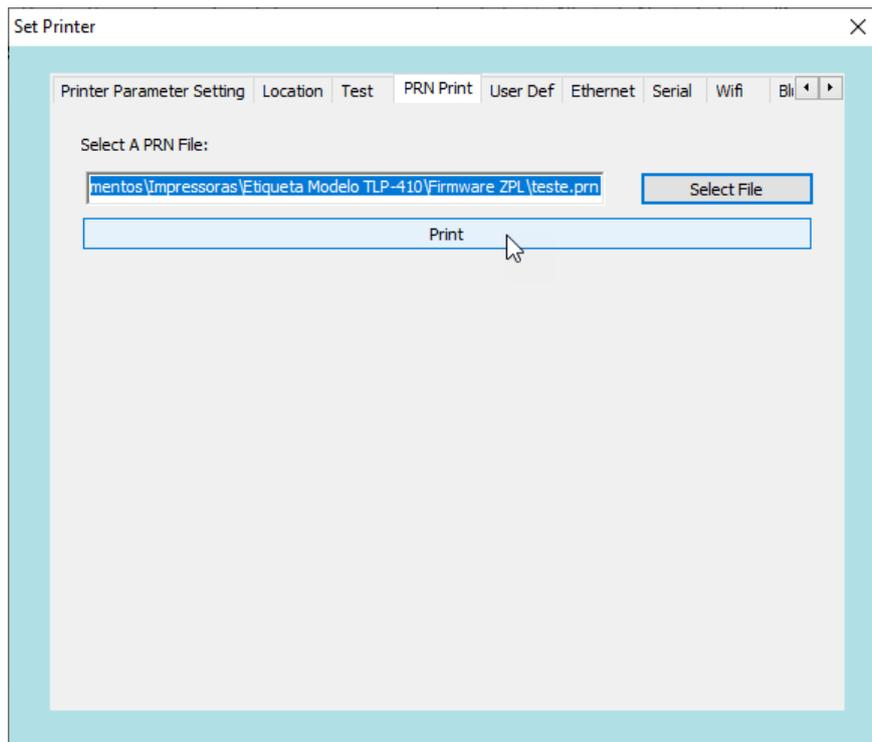 Set Printer
Printer Parameter Setting Location Test PRN Print User Def Ethernet Serial Wifi
Select A PRN File:
mentos\Impressoras\Etiqueta Modelo TLP-410\Firmware ZPL\teste.prn Select File
Print